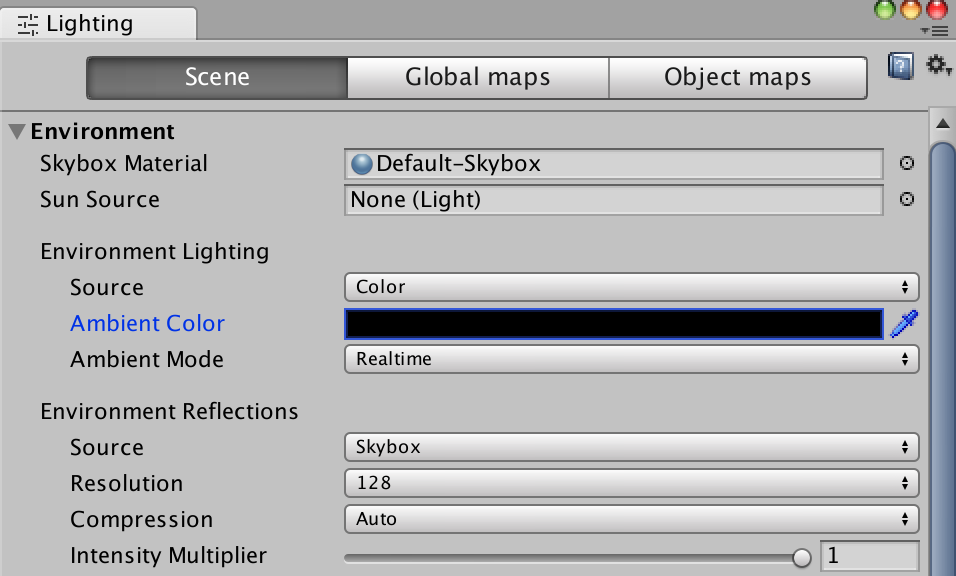 Lighting
Scene Global maps Object maps
Environment
Skybox Material Default-Skybox
Sun Source None (Light)
Environment Lighting
Source Color
Ambient Color
Ambient Mode Realtime
Environment Reflections
Source Skybox
Resolution 128
Compression Auto
Intensity Multiplier 1